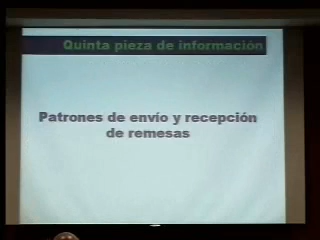 Quinta pieza de información
Patrones de envío y recepción
de remesas